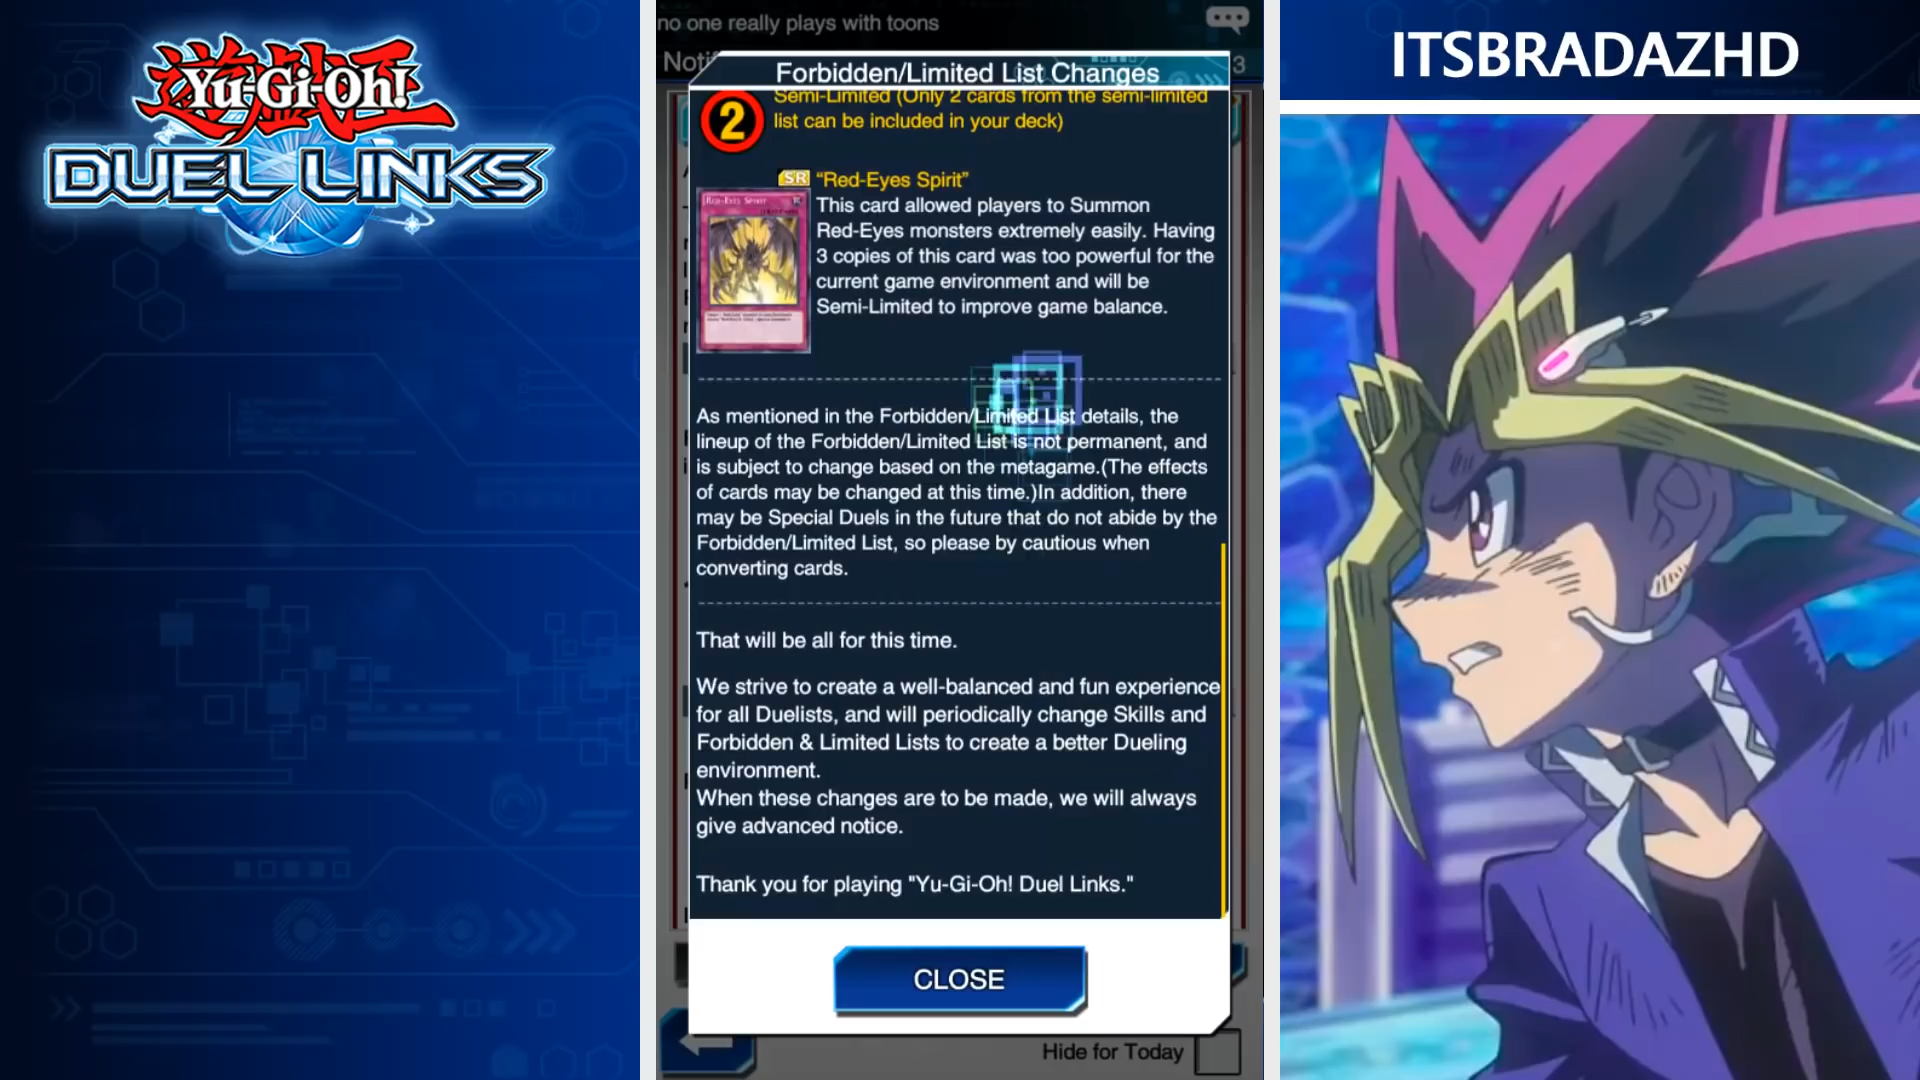 遊戯王
Yu-Gi-Oh!
DUEL LINKS
no one really plays with toons
Noti
3
Forbidden/Limited List Changes
2
Semi-Limited (Only 2 cards from the semi-limited
list can be included in your deck)
SR "Red-Eyes Spirit"
RED-EYES SPIRIT
This card allowed players to Summon
Red-Eyes monsters extremely easily. Having
3 copies of this card was too powerful for the
current game environment and will be
Semi-Limited to improve game balance.
As mentioned in the Forbidden/Limited List details, the
lineup of the Forbidden/Limited List is not permanent, and
is subject to change based on the metagame.(The effects
of cards may be changed at this time.)In addition, there
may be Special Duels in the future that do not abide by the
Forbidden/Limited List, so please by cautious when
converting cards.
That will be all for this time.
We strive to create a well-balanced and fun experience
for all Duelists, and will periodically change Skills and
Forbidden & Limited Lists to create a better Dueling
environment.
When these changes are to be made, we will always
give advanced notice.
Thank you for playing "Yu-Gi-Oh! Duel Links."
CLOSE
Hide for Today
ITSBRADAZHD